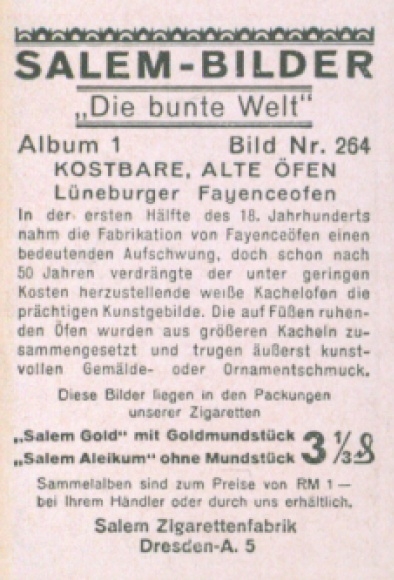 SALEM-BILDER
„Die bunte Welt“
Album 1 Bild Nr. 264
KOSTBARE, ALTE ÖFEN
Lüneburger Fayenceofen
In der ersten Hälfte des 18. Jahrhunderts
nahm die Fabrikation von Fayenceöfen einen
bedeutenden Aufschwung, doch schon nach
50 Jahren verdrängte der unter geringen
Kosten herzustellende weiße Kachelofen die
prächtigen Kunstgebilde. Die auf Füßen ruhen-
den Öfen wurden aus größeren Kacheln zu-
sammengesetzt und trugen äußerst kunst-
vollen Gemälde- oder Ornamentschmuck.
Diese Bilder liegen in den Packungen
unserer Zigaretten
„Salem Gold“ mit Goldmundstück 3 1/3 ₰
„Salem Aleikum“ ohne Mundstück
Sammelalben sind zum Preise von RM 1 —
bei Ihrem Händler oder durch uns erhältlich.
Salem Zigarettenfabrik
Dresden-A. 5